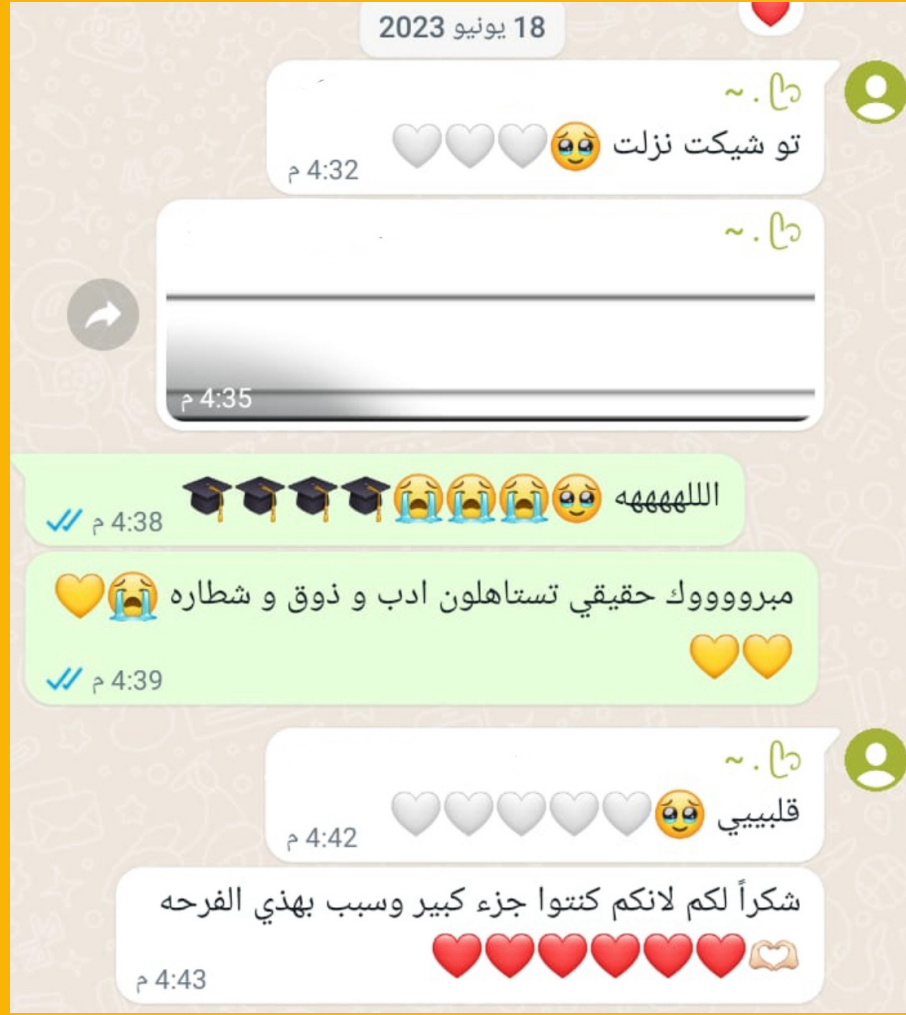 18 يونيو 2023
~ .
تو شيكت نزلت 🥹🤍🤍🤍
4:32 م
~ .
4:35 م
الللههههه 🥹😭😭😭🎓🎓🎓🎓
4:38 م
مبرووووك حقيقي تستاهلون ادب و ذوق و شطاره 😭💛
💛💛
4:39 م
~ .
قلبييي 🥹🤍🤍🤍🤍🤍
4:42 م
شكراً لكم لانكم كنتوا جزء كبير وسبب بهذي الفرحه
🫶🏻❤️❤️❤️❤️❤️❤️
4:43 م